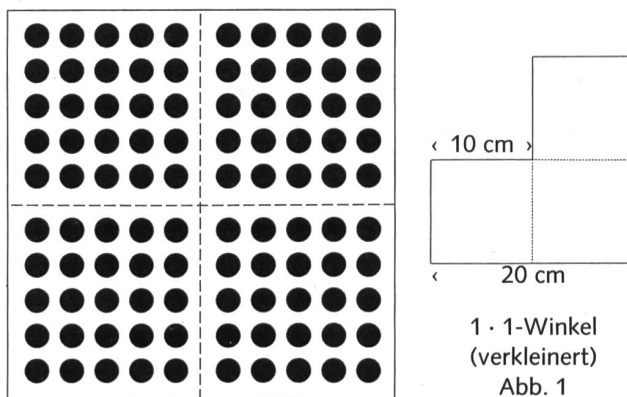 ‹ 10 cm ›
‹ 20 cm
1 · 1-Winkel
(verkleinert)
Abb. 1